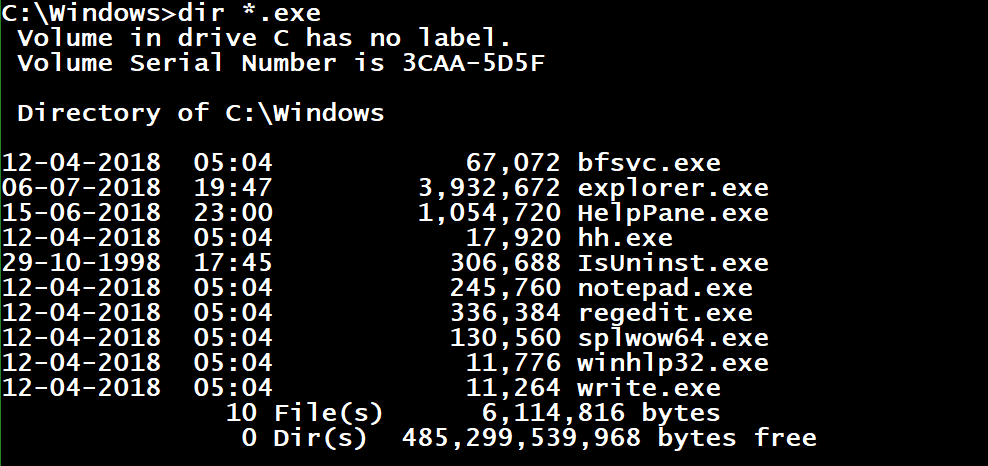 C:\Windows>dir *.exe
 Volume in drive C has no label.
 Volume Serial Number is 3CAA-5D5F

 Directory of C:\Windows

12-04-2018  05:04            67,072 bfsvc.exe
06-07-2018  19:47         3,932,672 explorer.exe
15-06-2018  23:00         1,054,720 HelpPane.exe
12-04-2018  05:04            17,920 hh.exe
29-10-1998  17:45           306,688 IsUninst.exe
12-04-2018  05:04           245,760 notepad.exe
12-04-2018  05:04           336,384 regedit.exe
12-04-2018  05:04           130,560 splwow64.exe
12-04-2018  05:04            11,776 winhlp32.exe
12-04-2018  05:04            11,264 write.exe
              10 File(s)      6,114,816 bytes
               0 Dir(s)  485,299,539,968 bytes free